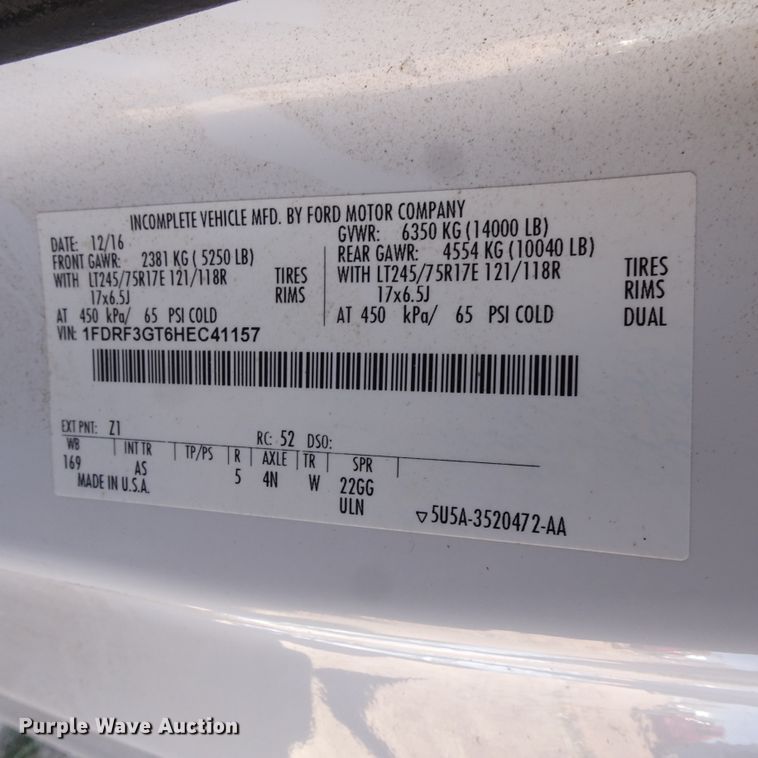 INCOMPLETE VEHICLE MFD. BY FORD MOTOR COMPANY
DATE: 12/16
FRONT GAWR: 2381 KG ( 5250 LB)
WITH LT245/75R17E 121/118R TIRES
17x6.5J RIMS
AT 450 kPa/ 65 PSI COLD
GVWR: 6350 KG (14000 LB)
REAR GAWR: 4554 KG (10040 LB)
WITH LT245/75R17E 121/118R TIRES
17x6.5J RIMS
AT 450 kPa/ 65 PSI COLD DUAL
VIN: 1FDRF3GT6HEC41157
EXT PNT: Z1 RC: 52 DSO:
WB INT TR TP/PS R AXLE TR SPR
169 AS 5 4N W 22GG
MADE IN U.S.A. ULN
▽5U5A-3520472-AA
Purple Wave Auction